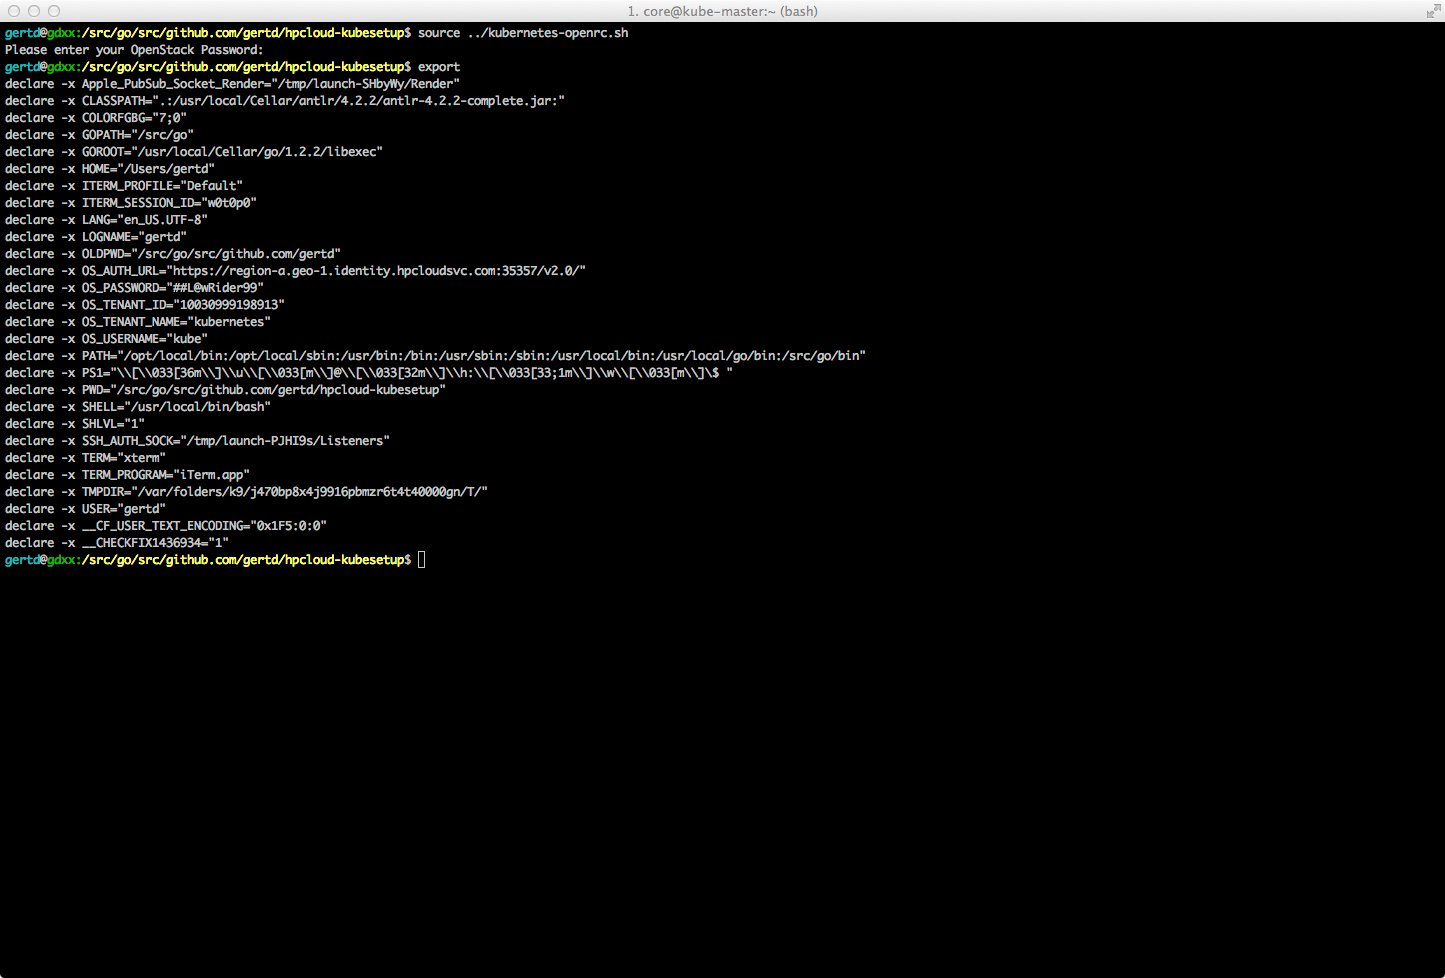 1. core@kube-master:~ (bash)
gertd@gdxx:/src/go/src/github.com/gertd/hpcloud-kubesetup$ source ../kubernetes-openrc.sh
Please enter your OpenStack Password:
gertd@gdxx:/src/go/src/github.com/gertd/hpcloud-kubesetup$ export
declare -x Apple_PubSub_Socket_Render="/tmp/launch-SHbyWy/Render"
declare -x CLASSPATH=".:/usr/local/Cellar/antlr/4.2.2/antlr-4.2.2-complete.jar:"
declare -x COLORFGBG="7;0"
declare -x GOPATH="/src/go"
declare -x GOROOT="/usr/local/Cellar/go/1.2.2/libexec"
declare -x HOME="/Users/gertd"
declare -x ITERM_PROFILE="Default"
declare -x ITERM_SESSION_ID="w0t0p0"
declare -x LANG="en_US.UTF-8"
declare -x LOGNAME="gertd"
declare -x OLDPWD="/src/go/src/github.com/gertd"
declare -x OS_AUTH_URL="https://region-a.geo-1.identity.hpcloudsvc.com:35357/v2.0/"
declare -x OS_PASSWORD="##L@wRider99"
declare -x OS_TENANT_ID="10030999198913"
declare -x OS_TENANT_NAME="kubernetes"
declare -x OS_USERNAME="kube"
declare -x PATH="/opt/local/bin:/opt/local/sbin:/usr/bin:/bin:/usr/sbin:/sbin:/usr/local/bin:/usr/local/go/bin:/src/go/bin"
declare -x PS1="\\[\\033[36m\\]\\u\\[\\033[m\\]@\\[\\033[32m\\]\\h:\\[\\033[33;1m\\]\\w\\[\\033[m\\]\$ "
declare -x PWD="/src/go/src/github.com/gertd/hpcloud-kubesetup"
declare -x SHELL="/usr/local/bin/bash"
declare -x SHLVL="1"
declare -x SSH_AUTH_SOCK="/tmp/launch-PJHI9s/Listeners"
declare -x TERM="xterm"
declare -x TERM_PROGRAM="iTerm.app"
declare -x TMPDIR="/var/folders/k9/j470bp8x4j9916pbmzr6t4t40000gn/T/"
declare -x USER="gertd"
declare -x __CF_USER_TEXT_ENCODING="0x1F5:0:0"
declare -x __CHECKFIX1436934="1"
gertd@gdxx:/src/go/src/github.com/gertd/hpcloud-kubesetup$